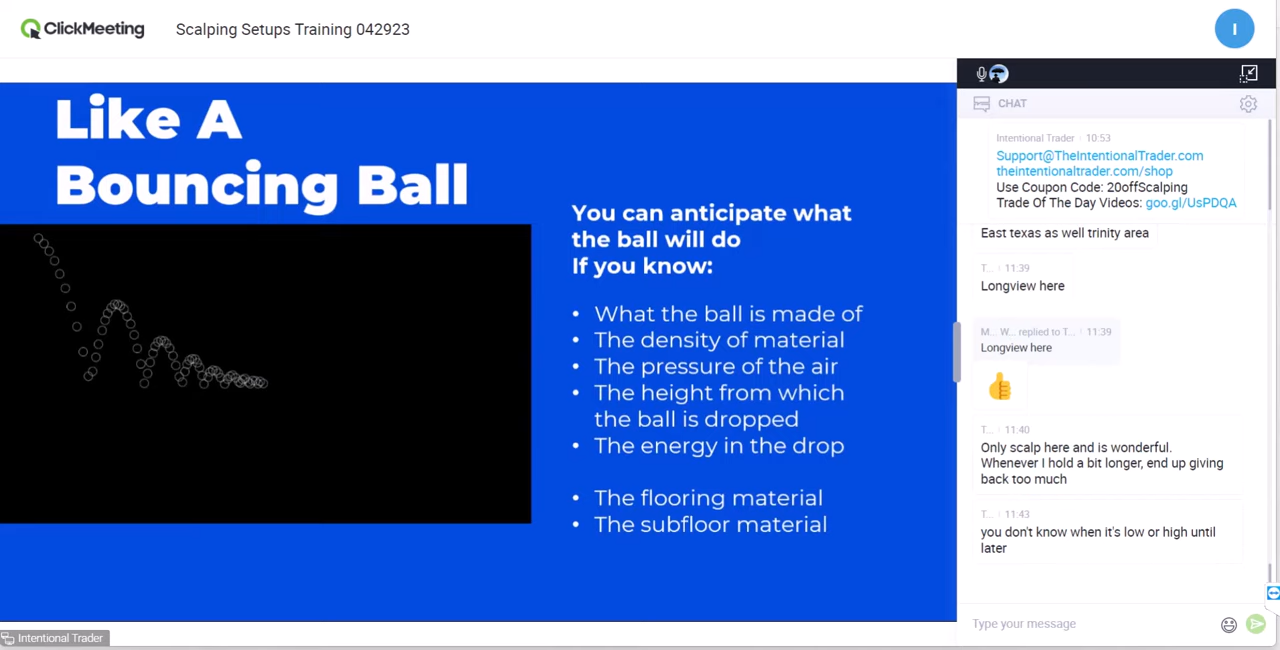 ClickMeeting
Scalping Setups Training 042923
I
Like A
Bouncing Ball
You can anticipate what
the ball will do
If you know:
• What the ball is made of
• The density of material
• The pressure of the air
• The height from which
the ball is dropped
• The energy in the drop
• The flooring material
• The subfloor material
Intentional Trader
CHAT
Intentional Trader 10:53
Support@TheIntentionalTrader.com
theintentionaltrader.com/shop
Use Coupon Code: 20offScalping
Trade Of The Day Videos: goo.gl/UsPDQA
East texas as well trinity area
T... 11:39
Longview here
M... W... replied to T... 11:39
Longview here
T... 11:40
Only scalp here and is wonderful.
Whenever I hold a bit longer, end up giving
back too much
T... 11:43
you don't know when it's low or high until
later
Type your message